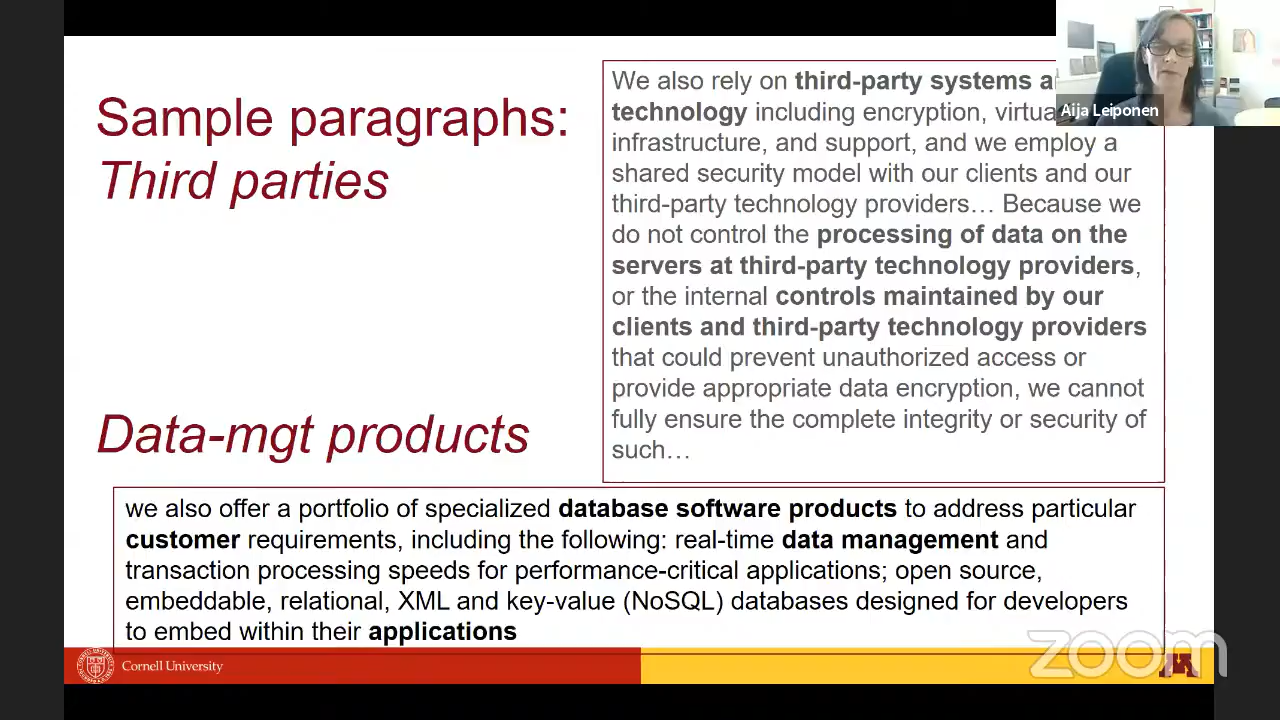 Sample paragraphs:
Third parties
We also rely on third-party systems a
technology including encryption, virtua
infrastructure, and support, and we employ a
shared security model with our clients and our
third-party technology providers… Because we
do not control the processing of data on the
servers at third-party technology providers,
or the internal controls maintained by our
clients and third-party technology providers
that could prevent unauthorized access or
provide appropriate data encryption, we cannot
fully ensure the complete integrity or security of
such…
Aija Leiponen
Data-mgt products
we also offer a portfolio of specialized database software products to address particular
customer requirements, including the following: real-time data management and
transaction processing speeds for performance-critical applications; open source,
embeddable, relational, XML and key-value (NoSQL) databases designed for developers
to embed within their applications
Cornell University
zoom
M